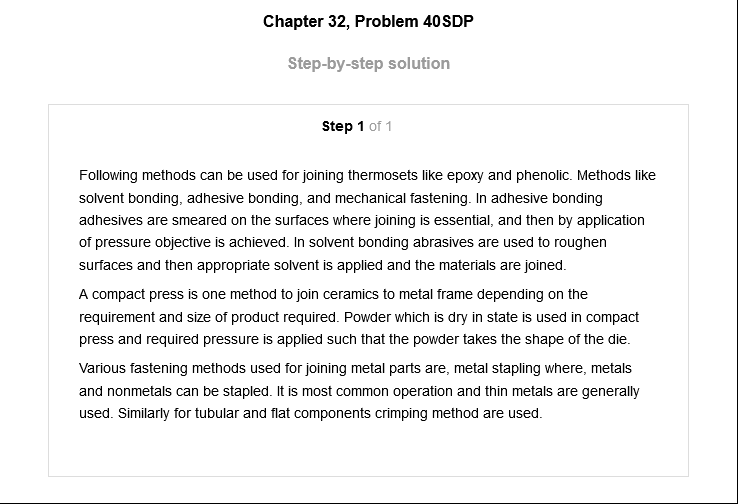 Chapter 32, Problem 40SDP
Step-by-step solution
Step 1 of 1
Following methods can be used for joining thermosets like epoxy and phenolic. Methods like
solvent bonding, adhesive bonding, and mechanical fastening. In adhesive bonding
adhesives are smeared on the surfaces where joining is essential, and then by application
of pressure objective is achieved. In solvent bonding abrasives are used to roughen
surfaces and then appropriate solvent is applied and the materials are joined.
A compact press is one method to join ceramics to metal frame depending on the
requirement and size of product required. Powder which is dry in state is used in compact
press and required pressure is applied such that the powder takes the shape of the die.
Various fastening methods used for joining metal parts are, metal stapling where, metals
and nonmetals can be stapled. It is most common operation and thin metals are generally
used. Similarly for tubular and flat components crimping method are used.